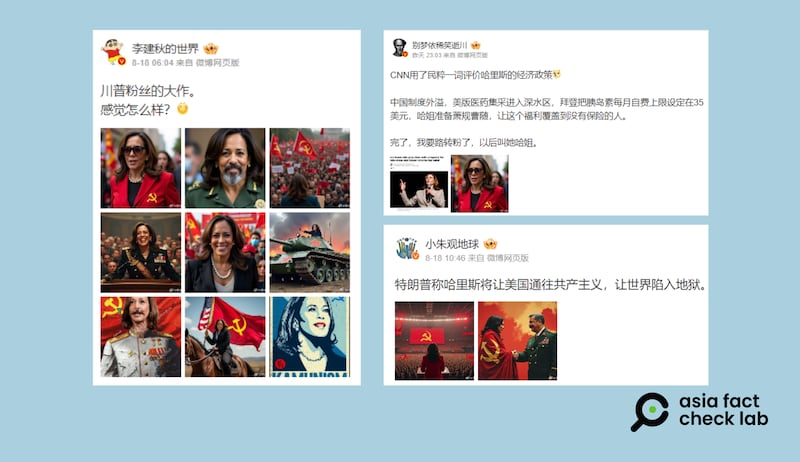 李建秋的世界
8-18 06:04 来自 微博网页版
川普粉丝的大作。
感觉怎么样？
KAMUNISM
别梦依稀笑逝川
昨天 23:03 来自 微博网页版
CNN用了民粹一词评价哈里斯的经济政策
中国制度外溢，美版医药集采进入深水区，拜登把胰岛素每月自费上限设定在35
美元，哈姐准备萧规曹随，让这个福利覆盖到没有保险的人。
完了，我要路转粉了，以后叫她哈姐。
小朱观地球
8-18 10:46 来自 微博网页版
特朗普称哈里斯将让美国通往共产主义，让世界陷入地狱。
asia fact
check lab